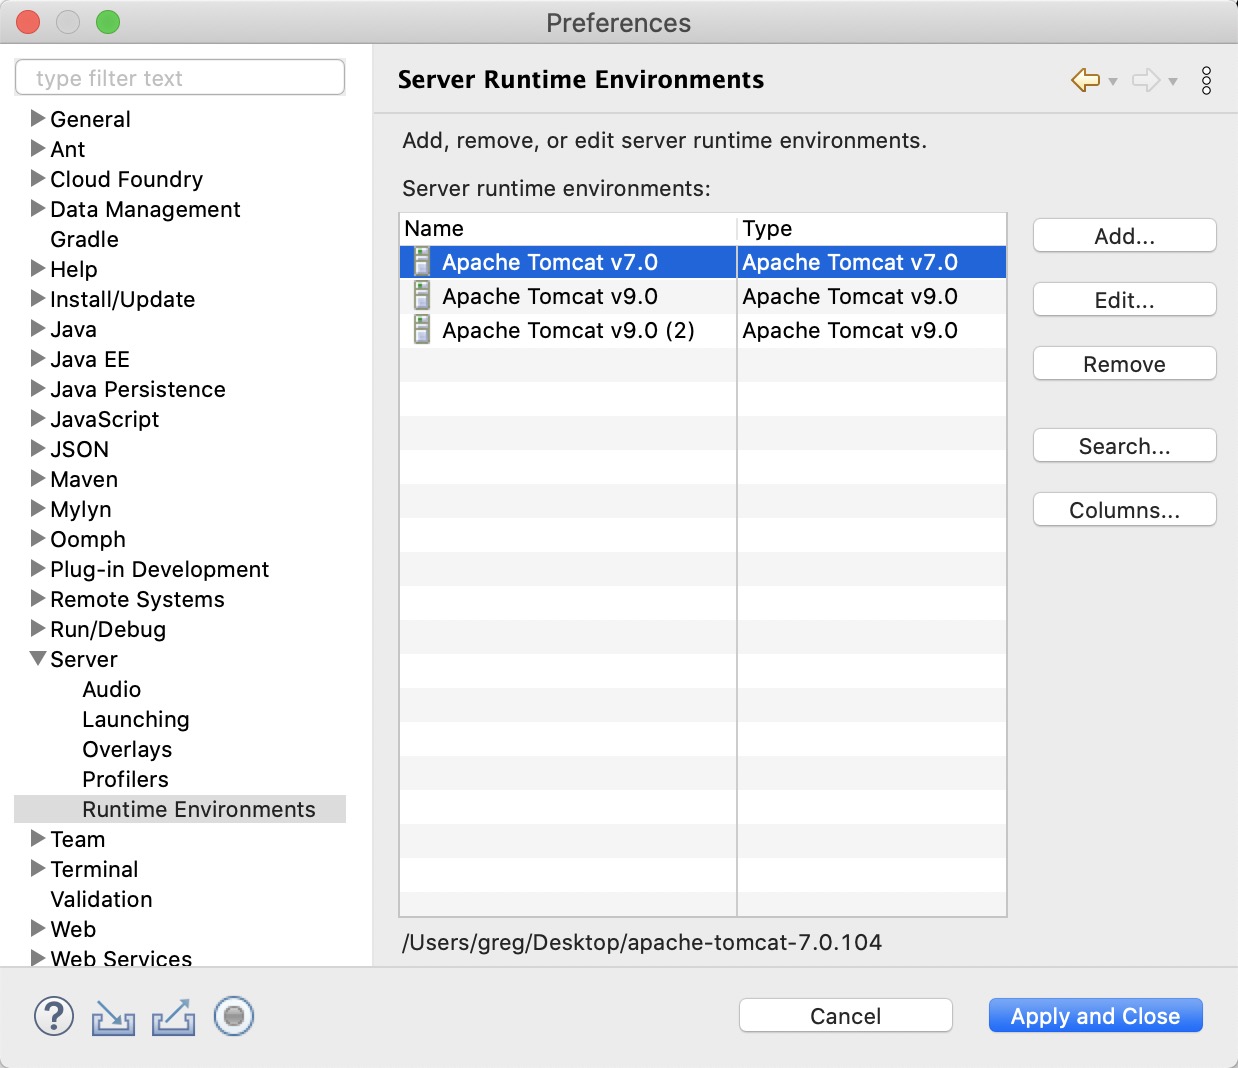 Preferences
type filter text
General
Ant
Cloud Foundry
Data Management
Gradle
Help
Install/Update
Java
Java EE
Java Persistence
JavaScript
JSON
Maven
Mylyn
Oomph
Plug-in Development
Remote Systems
Run/Debug
Server
Audio
Launching
Overlays
Profilers
Runtime Environments
Team
Terminal
Validation
Web
Web Services
Server Runtime Environments
Add, remove, or edit server runtime environments.
Server runtime environments:
Name Type
Apache Tomcat v7.0 Apache Tomcat v7.0
Apache Tomcat v9.0 Apache Tomcat v9.0
Apache Tomcat v9.0 (2) Apache Tomcat v9.0
/Users/greg/Desktop/apache-tomcat-7.0.104
Add...
Edit...
Remove
Search...
Columns...
?
Cancel
Apply and Close